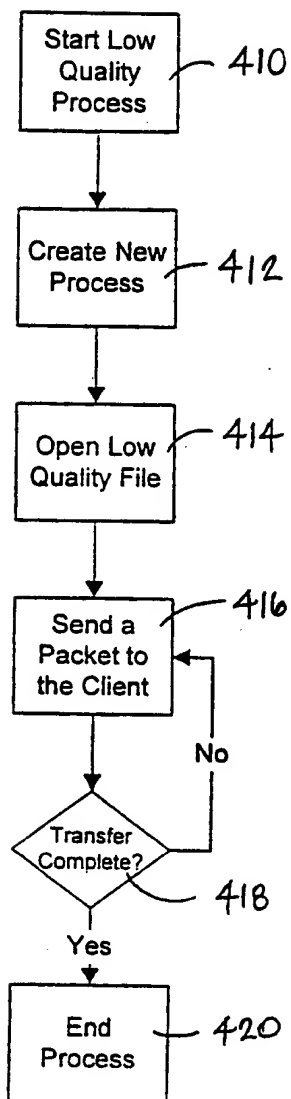 Start Low
Quality
Process
410
Create New
Process
412
Open Low
Quality File
414
Send a
Packet to
the Client
416
No
Transfer
Complete?
418
Yes
End
Process
420